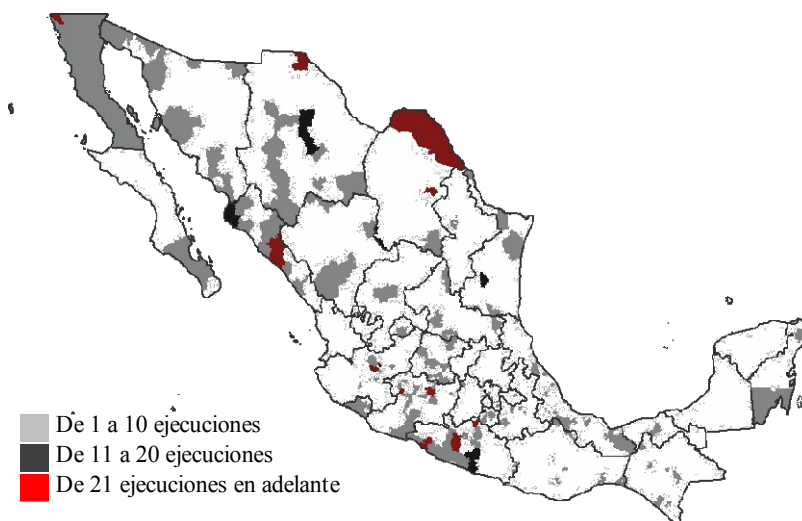 De 1 a 10 ejecuciones
De 11 a 20 ejecuciones
De 21 ejecuciones en adelante